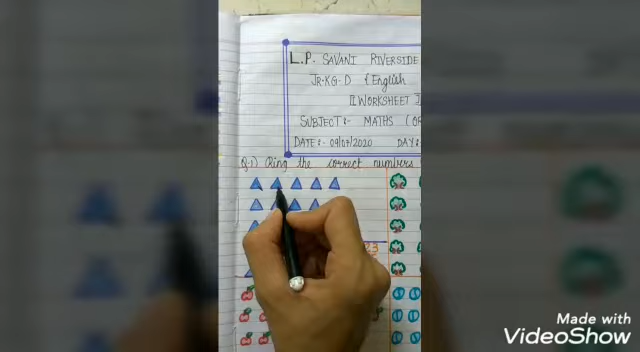 L.P. SAVANI RIVERSIDE
JR.KG-D (English
WORKSHEET
SUBJECT:- MATHS (OR
DATE:- 09/07/2020 DAY:
Q.1) Ring the correct numbers
Made with
VideoShow